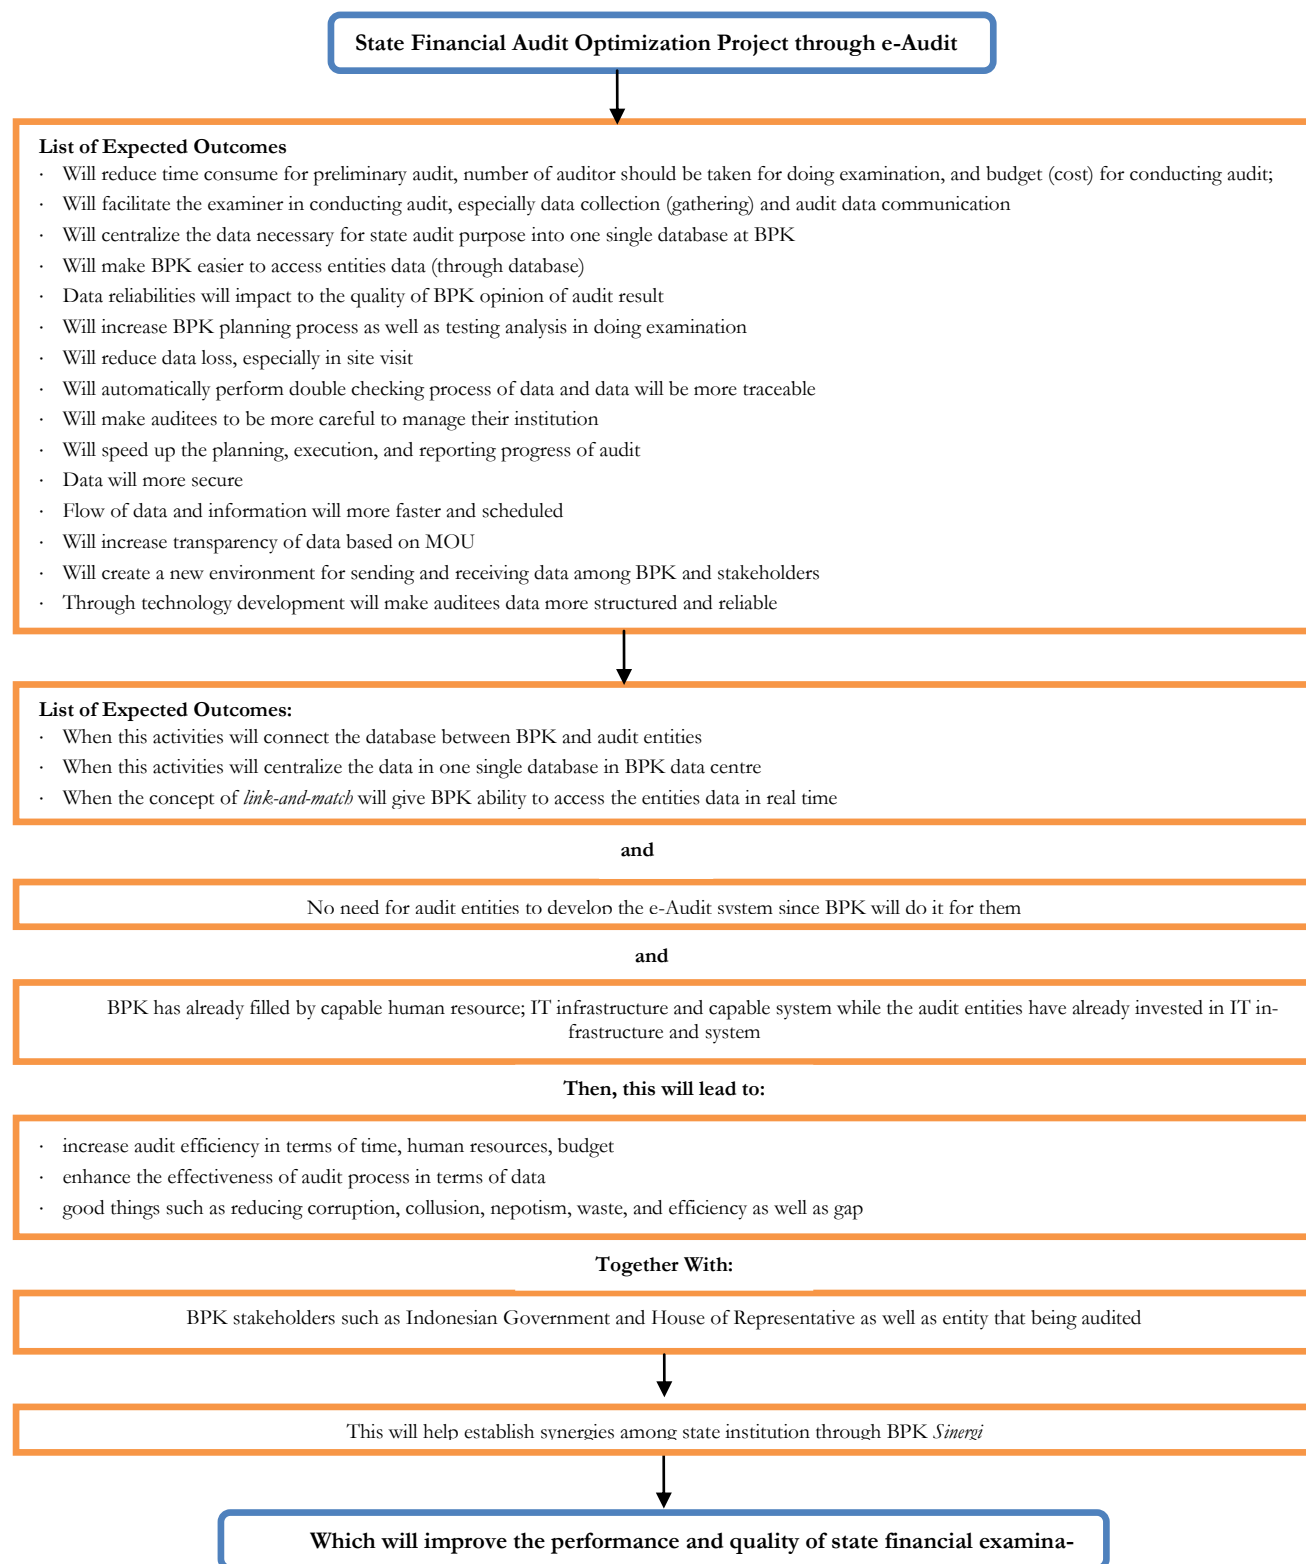 State Financial Audit Optimization Project through e-Audit
List of Expected Outcomes
· Will reduce time consume for preliminary audit, number of auditor should be taken for doing examination, and budget (cost) for conducting audit;
· Will facilitate the examiner in conducting audit, especially data collection (gathering) and audit data communication
· Will centralize the data necessary for state audit purpose into one single database at BPK
· Will make BPK easier to access entities data (through database)
· Data reliabilities will impact to the quality of BPK opinion of audit result
· Will increase BPK planning process as well as testing analysis in doing examination
· Will reduce data loss, especially in site visit
· Will automatically perform double checking process of data and data will be more traceable
· Will make auditees to be more careful to manage their institution
· Will speed up the planning, execution, and reporting progress of audit
· Data will more secure
· Flow of data and information will more faster and scheduled
· Will increase transparency of data based on MOU
· Will create a new environment for sending and receiving data among BPK and stakeholders
· Through technology development will make auditees data more structured and reliable
List of Expected Outcomes:
· When this activities will connect the database between BPK and audit entities
· When this activities will centralize the data in one single database in BPK data centre
· When the concept of link-and-match will give BPK ability to access the entities data in real time
and
No need for audit entities to develop the e-Audit system since BPK will do it for them
and
BPK has already filled by capable human resource; IT infrastructure and capable system while the audit entities have already invested in IT in-
frastructure and system
Then, this will lead to:
· increase audit efficiency in terms of time, human resources, budget
· enhance the effectiveness of audit process in terms of data
· good things such as reducing corruption, collusion, nepotism, waste, and efficiency as well as gap
Together With:
BPK stakeholders such as Indonesian Government and House of Representative as well as entity that being audited
This will help establish synergies among state institution through BPK Sinergi
Which will improve the performance and quality of state financial examina-